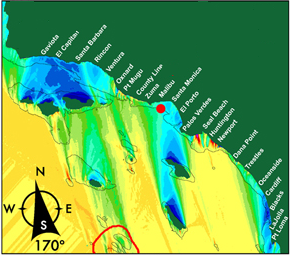 Gaviota
El Capitan
Santa Barbara
Rincon
Ventura
Oxnard
Pt Mugu
County Line
Zuma
Malibu
Santa Monica
El Porto
Palos Verdes
Seal Beach
Huntington
Newport
Dana Point
Trestles
Oceanside
Cardiff
Blacks
LaJolla
Pt Loma
N
W
E
S
170°